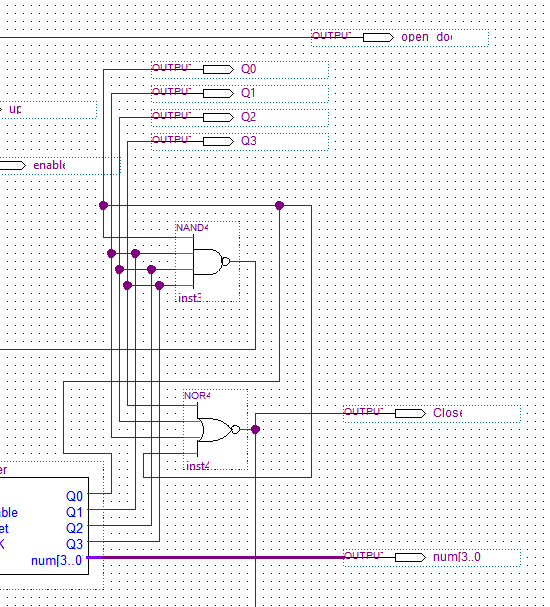 OUTPUT open do
OUTPUT Q0
OUTPUT Q1
up
OUTPUT Q2
OUTPUT Q3
enable
NAND4
inst3
NOR4
OUTPUT Close
inst4
er
Q0
able Q1
et Q2
K Q3
num[3..0
OUTPUT num[3..0